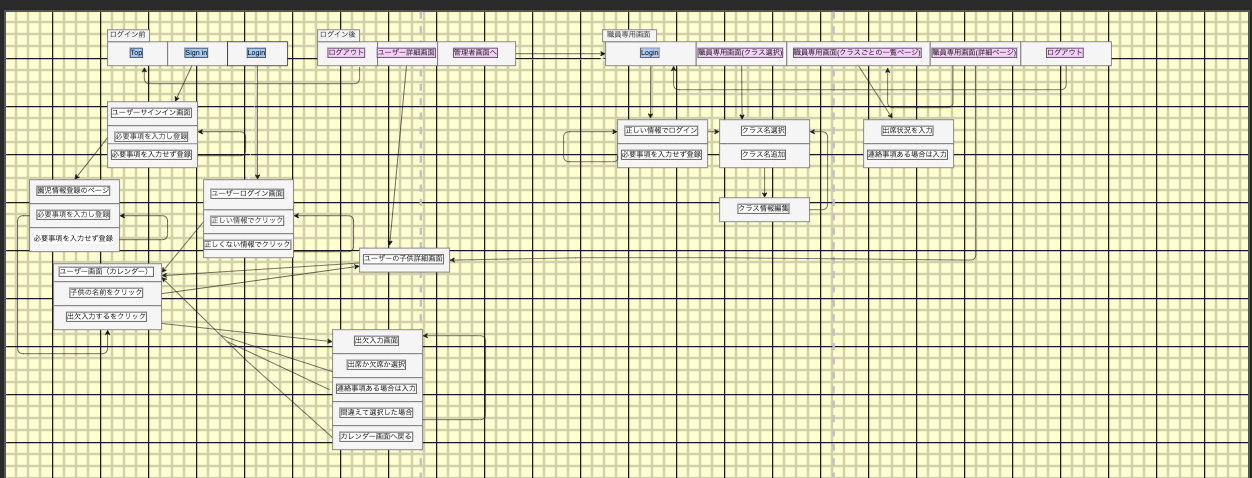 ログイン前
Top
Sign in
Login
ログイン後
ログアウト
ユーザー詳細画面
管理者画面へ
職員専用画面
Login
職員専用画面(クラス選択)
職員専用画面(クラスごとの一覧ページ)
職員専用画面(詳細ページ)
ログアウト
ユーザーサインイン画面
必要事項を入力し登録
必要事項を入力せず登録
正しい情報でログイン
必要事項を入力せず登録
クラス名選択
クラス名追加
クラス情報編集
出席状況を入力
連絡事項ある場合は入力
園児情報登録のページ
必要事項を入力し登録
必要事項を入力せず登録
ユーザーログイン画面
正しい情報でクリック
正しくない情報でクリック
ユーザーの子供詳細画面
ユーザー画面（カレンダー）
子供の名前をクリック
出欠入力するをクリック
出欠入力画面
出席か欠席か選択
連絡事項ある場合は入力
間違えて選択した場合
カレンダー画面へ戻る